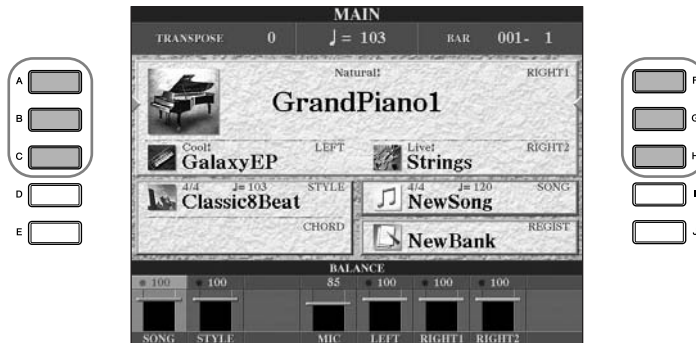 MAIN
TRANSPOSE 0 ♩= 103 BAR 001- 1
Natural! RIGHT1
GrandPiano1
Cool! LEFT Live! RIGHT2
GalaxyEP Strings
4/4 ♩=103 STYLE 4/4 ♩=120 SONG
Classic8Beat NewSong
CHORD REGIST
NewBank
BALANCE
100 100 85 100 100 100
SONG STYLE MIC LEFT RIGHT1 RIGHT2
A
B
C
D
E
F
G
H
I
J